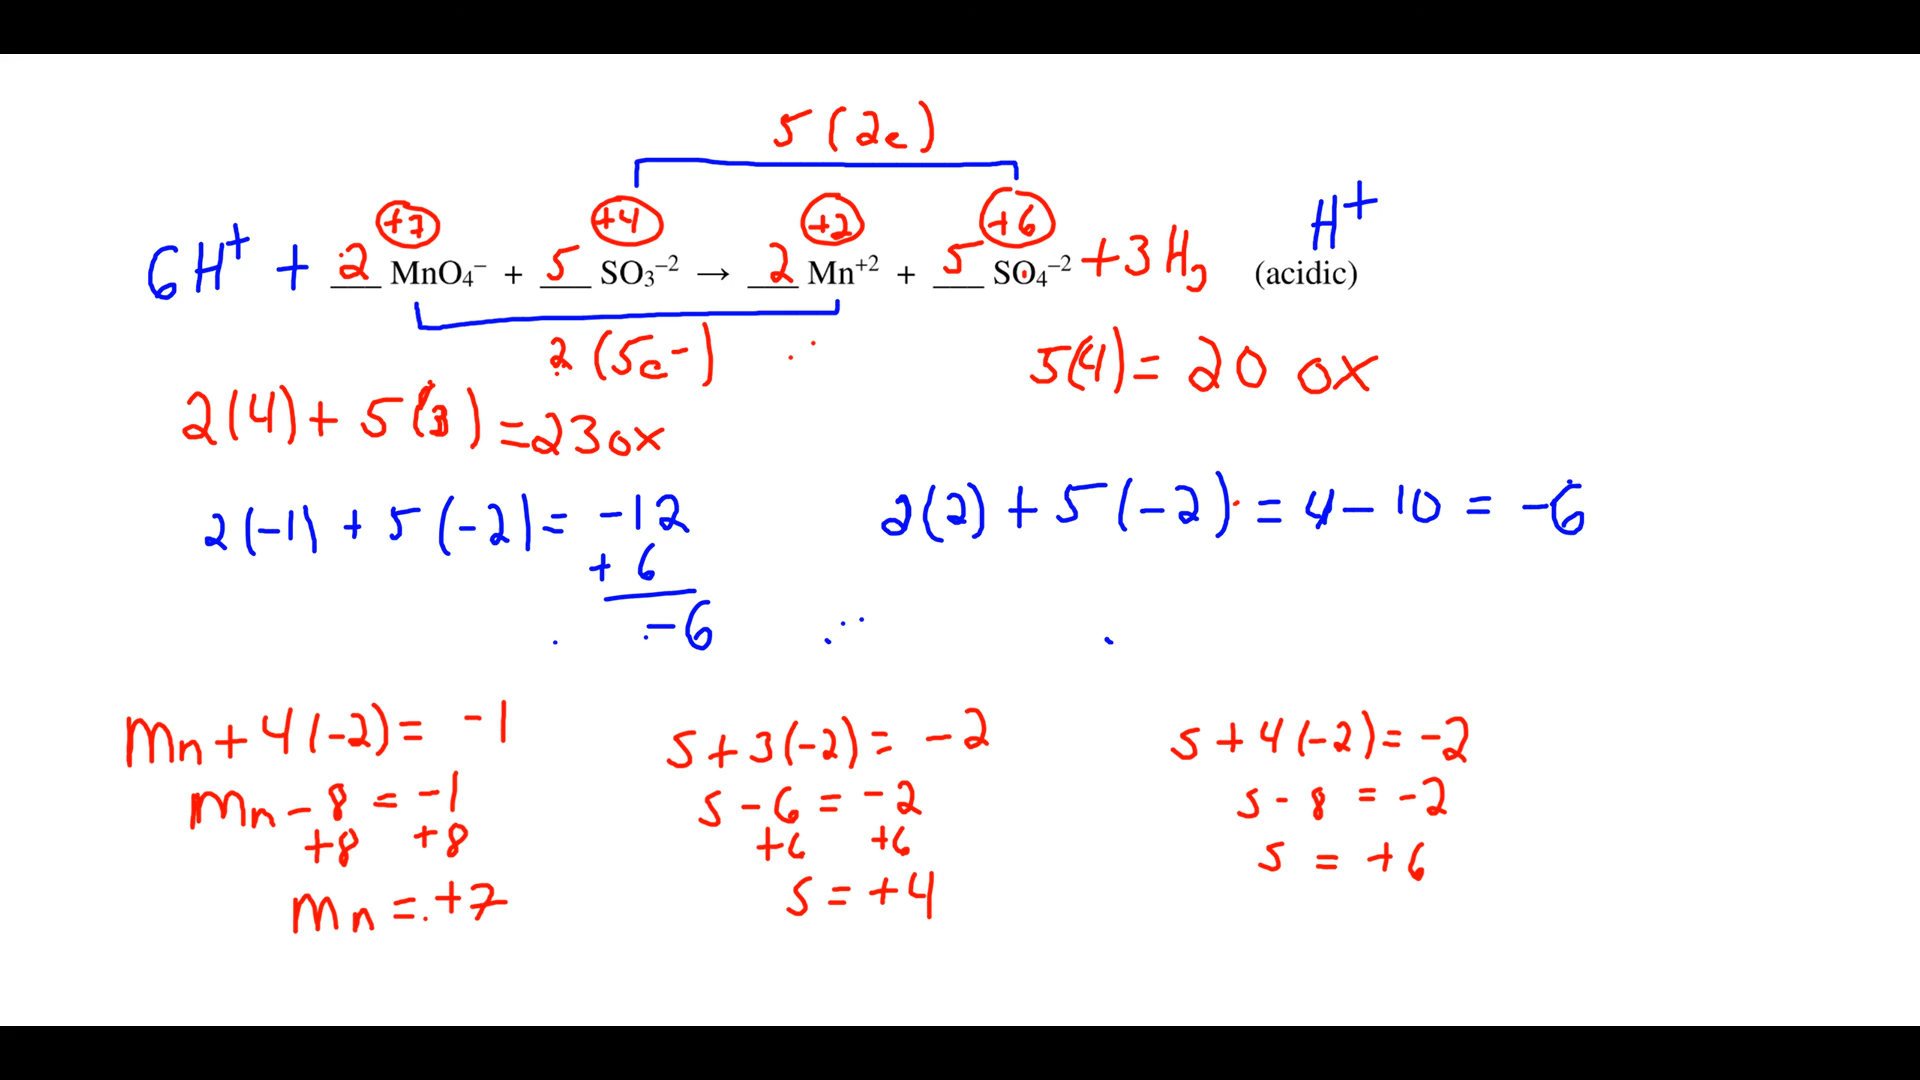 5 (2e)
+7 +4 +2 +6 H+
6H+ + 2 MnO₄⁻ + 5 SO₃⁻² → 2 Mn⁺² + 5 SO₄⁻² + 3H₂ (acidic)
2 (5e-)
5(4) = 20 ox
2(4) + 5(3) = 23 ox
2(-1) + 5(-2) = -12
2(2) + 5(-2) = 4 - 10 = -6
+ 6
-6
Mn + 4(-2) = -1
Mn - 8 = -1
+8 +8
Mn = +7
S + 3(-2) = -2
S - 6 = -2
+6 +6
S = +4
S + 4(-2) = -2
S - 8 = -2
S = +6